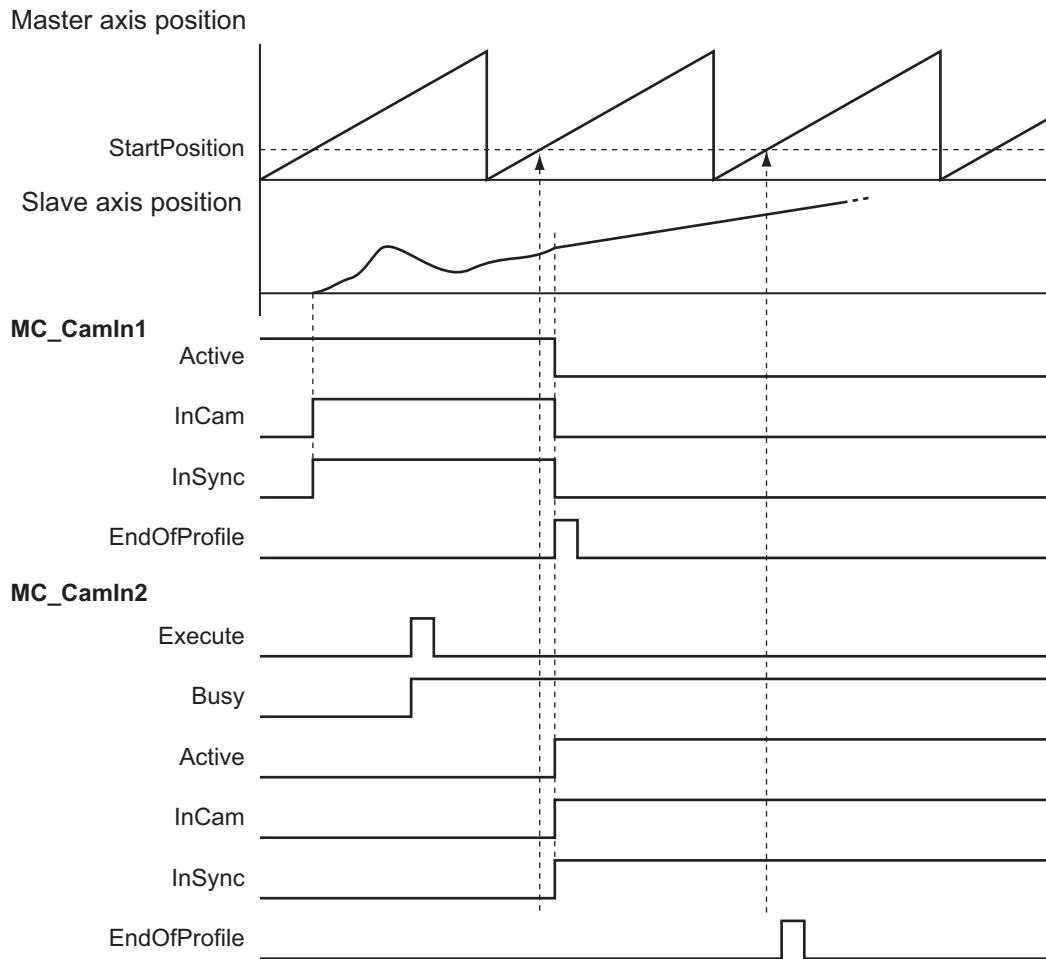 Master axis position
StartPosition
Slave axis position
MC_CamIn1
Active
InCam
InSync
EndOfProfile
MC_CamIn2
Execute
Busy
Active
InCam
InSync
EndOfProfile